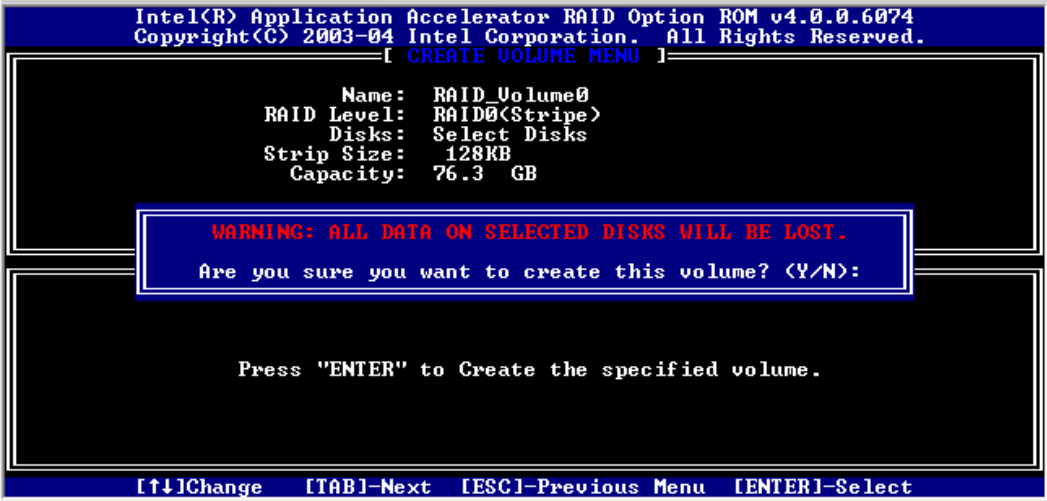 Intel(R) Application Accelerator RAID Option ROM v4.0.0.6074
Copyright(C) 2003-04 Intel Corporation.  All Rights Reserved.
[ CREATE VOLUME MENU ]
Name: RAID_Volume0
RAID Level: RAID0(Stripe)
Disks: Select Disks
Strip Size: 128KB
Capacity: 76.3 GB
WARNING: ALL DATA ON SELECTED DISKS WILL BE LOST.
Are you sure you want to create this volume? (Y/N):
Press "ENTER" to Create the specified volume.
[↑↓]Change [TAB]-Next [ESC]-Previous Menu [ENTER]-Select